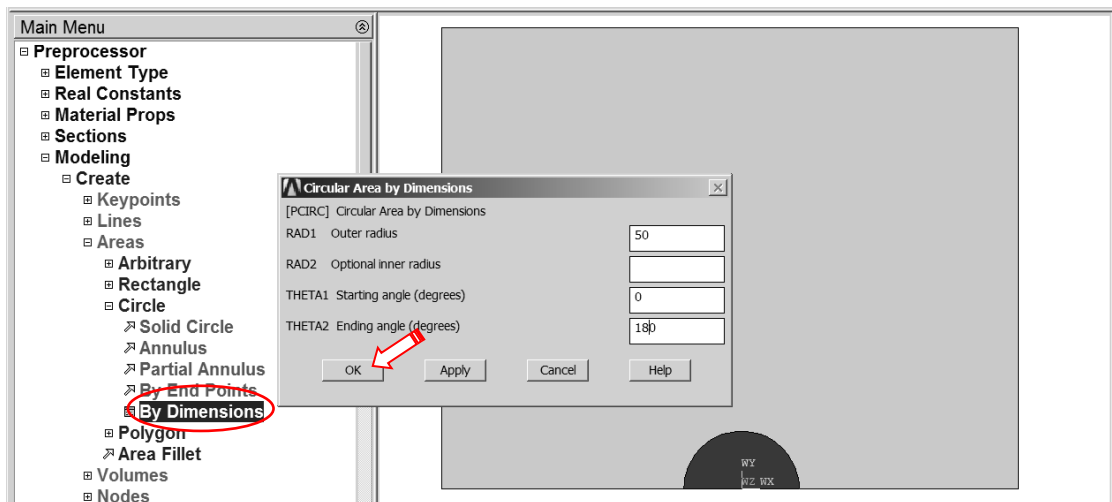 Main Menu
Preprocessor
Element Type
Real Constants
Material Props
Sections
Modeling
Create
Keypoints
Lines
Areas
Arbitrary
Rectangle
Circle
Solid Circle
Annulus
Partial Annulus
By End Points
By Dimensions
Polygon
Area Fillet
Volumes
Nodes
Circular Area by Dimensions
[PCIRC] Circular Area by Dimensions
RAD1 Outer radius 50
RAD2 Optional inner radius
THETA1 Starting angle (degrees) 0
THETA2 Ending angle (degrees) 180
OK Apply Cancel Help
WY
WZ WX